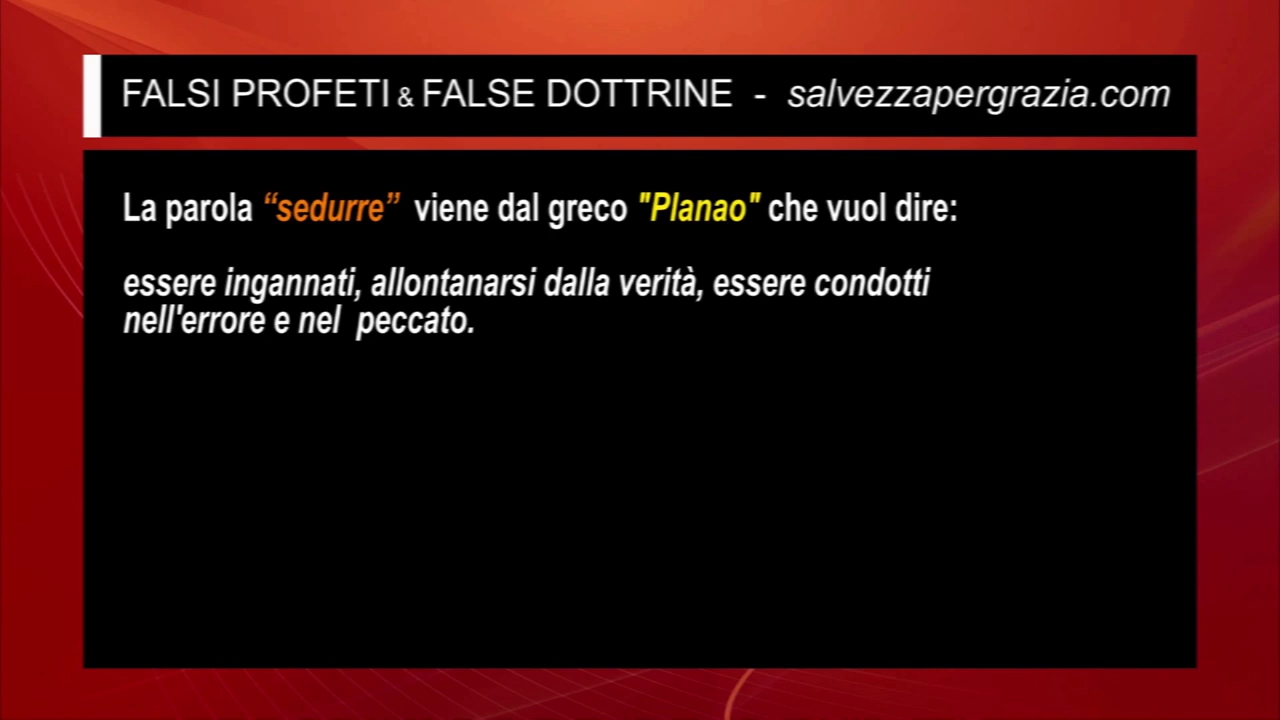 FALSI PROFETI & FALSE DOTTRINE - salvezzapergrazia.com
La parola “sedurre” viene dal greco "Planao" che vuol dire:
essere ingannati, allontanarsi dalla verità, essere condotti
nell'errore e nel peccato.